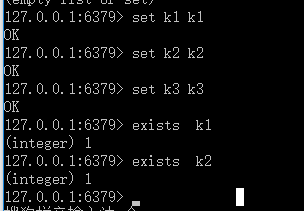 (empty list or set)
127.0.0.1:6379> set k1 k1
OK
127.0.0.1:6379> set k2 k2
OK
127.0.0.1:6379> set k3 k3
OK
127.0.0.1:6379> exists  k1
(integer) 1
127.0.0.1:6379> exists  k2
(integer) 1
127.0.0.1:6379>